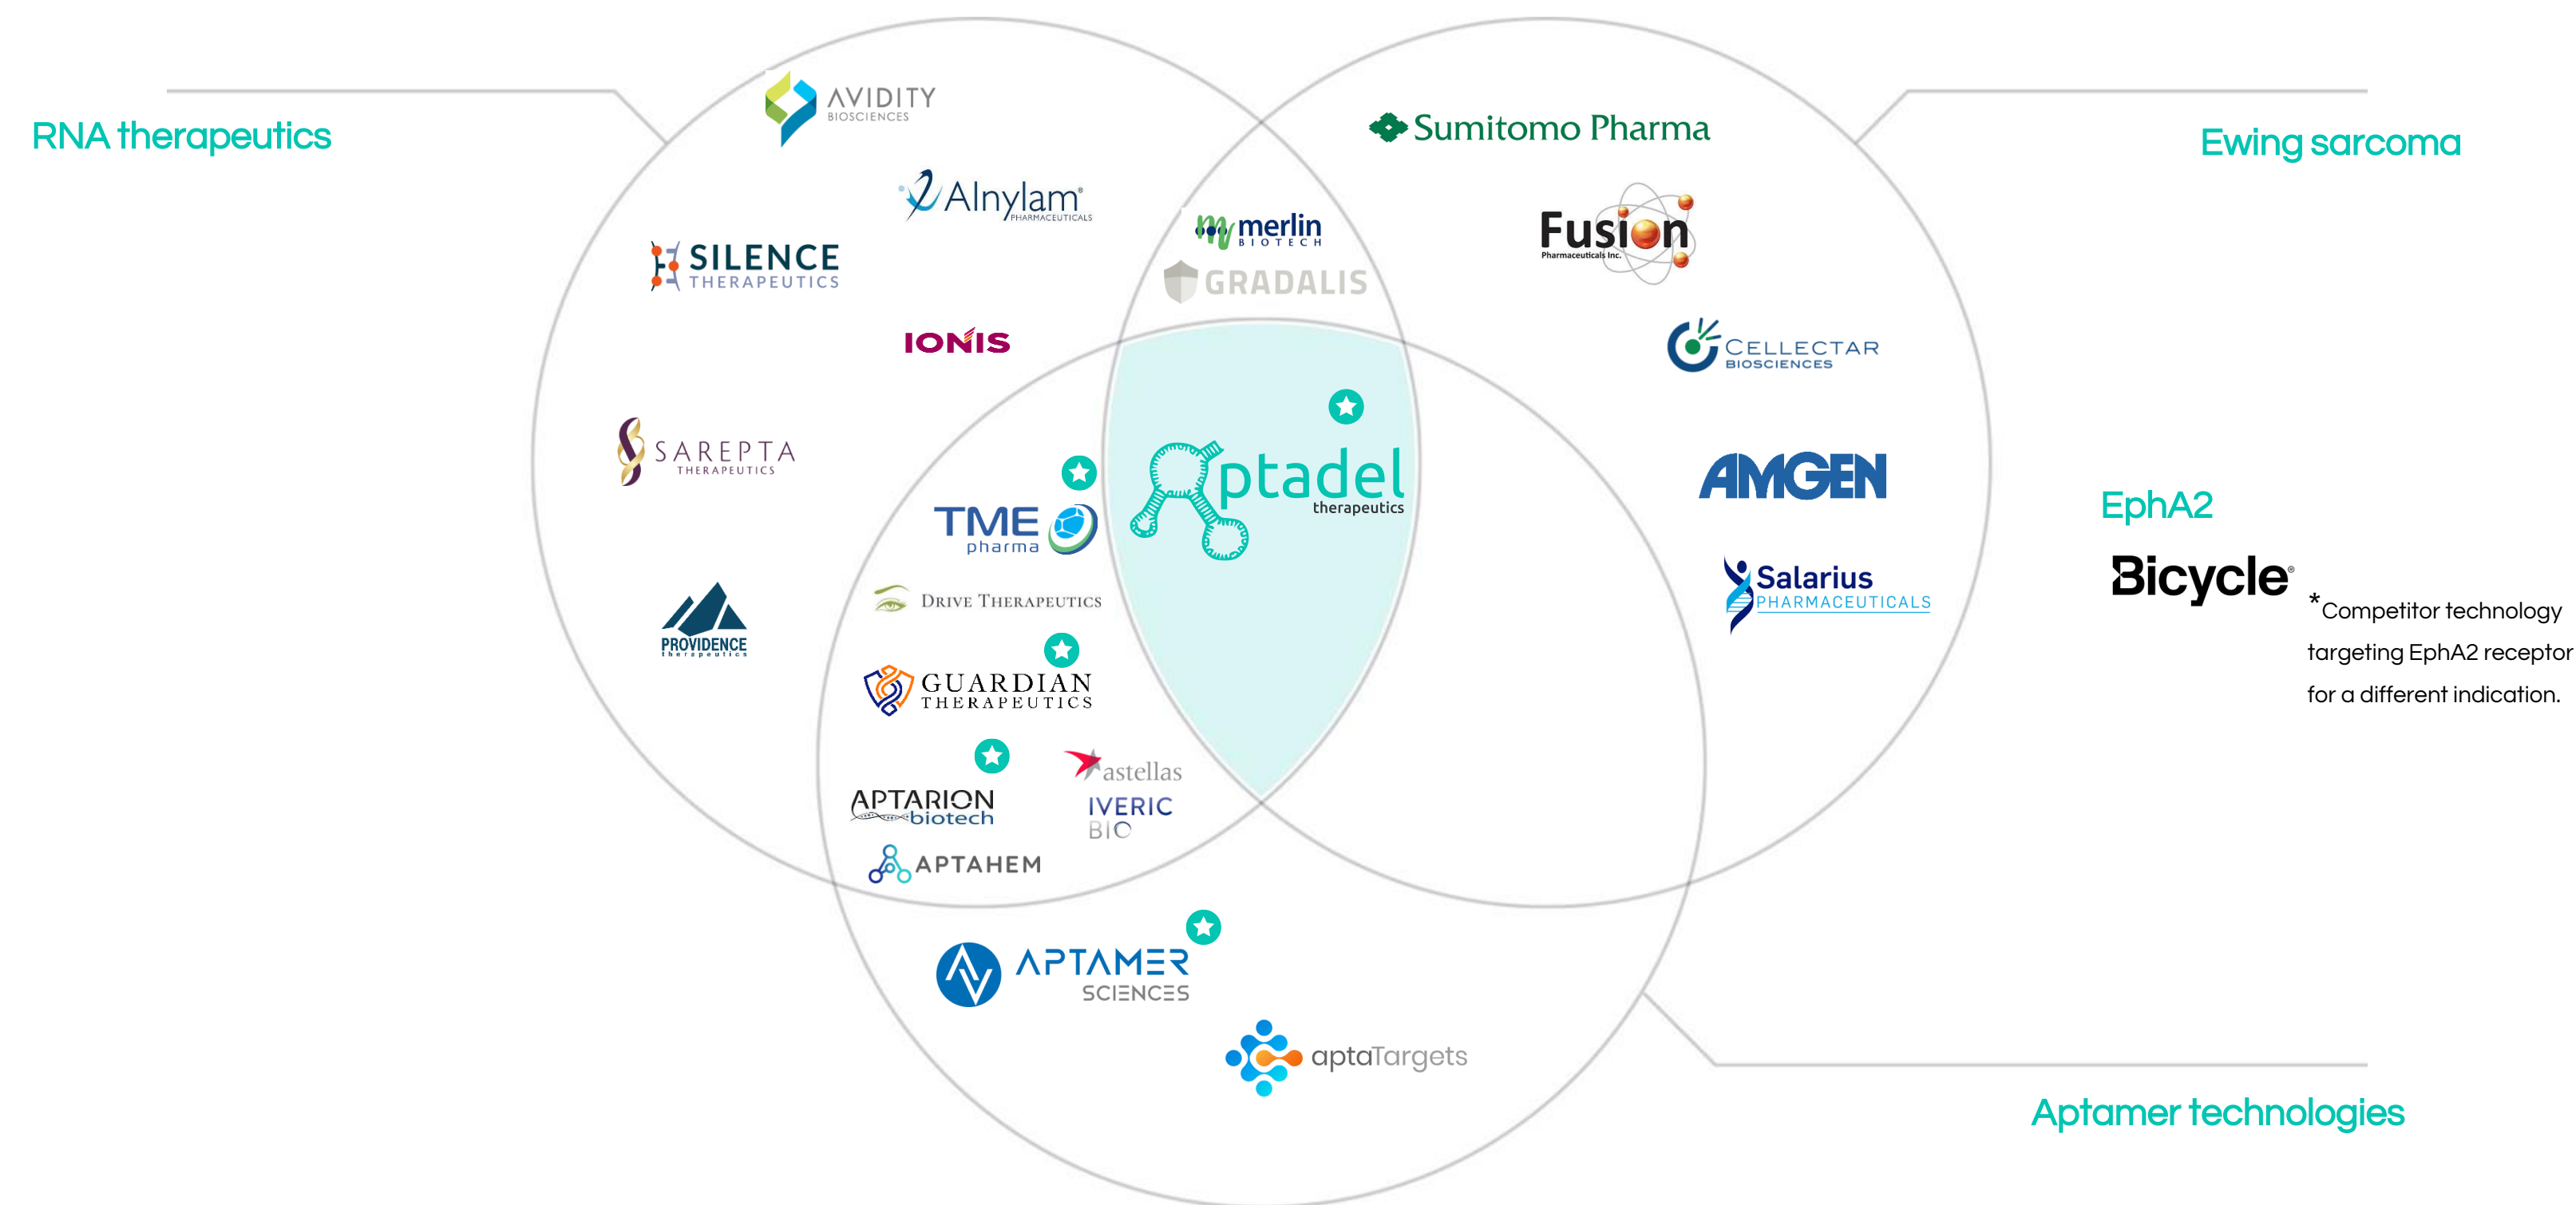 RNA therapeutics
AVIDITY
BIOSCIENCES
Alnylam®
PHARMACEUTICALS
SILENCE
THERAPEUTICS
IONIS
SAREPTA
THERAPEUTICS
PROVIDENCE
therapeutics
merlin
BIOTECH
GRADALIS
Sumitomo Pharma
Fusion
Pharmaceuticals Inc.
CELLECTAR
BIOSCIENCES
AMGEN
Salarius
PHARMACEUTICALS
Ewing sarcoma
EphA2
Bicycle®
*Competitor technology
targeting EphA2 receptor
for a different indication.
Aptadel
therapeutics
TME
pharma
DRIVE THERAPEUTICS
GUARDIAN
THERAPEUTICS
APTARION
biotech
astellas
IVERIC
BIO
APTAHEM
APTAMER
SCIENCES
aptaTargets
Aptamer technologies